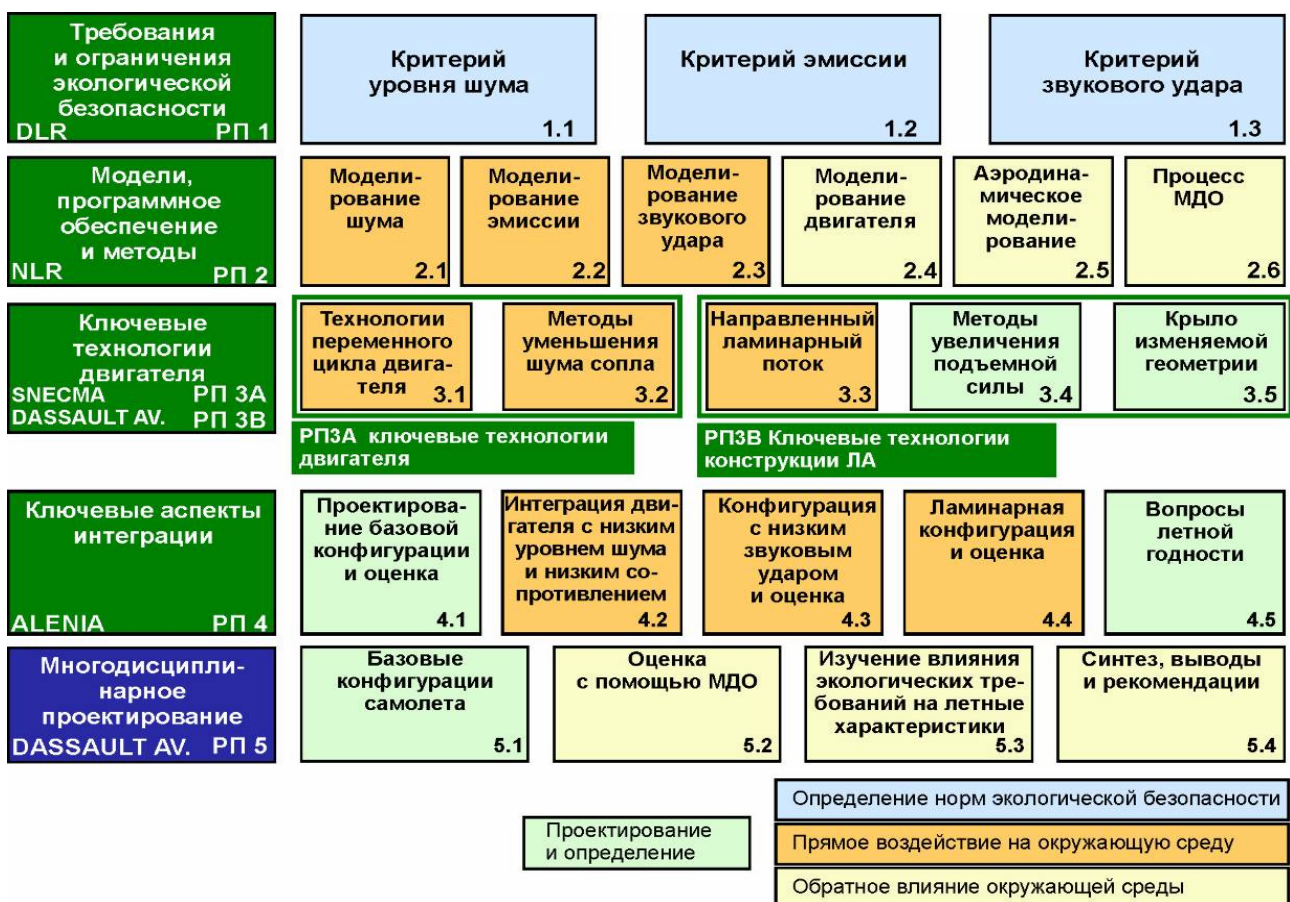 Требования
и ограничения
экологической
безопасности
DLR РП 1
Критерий
уровня шума
1.1
Критерий эмиссии
1.2
Критерий
звукового удара
1.3
Модели,
программное
обеспечение
и методы
NLR РП 2
Модели-
рование
шума
2.1
Модели-
рование
эмиссии
2.2
Модели-
рование
звукового
удара
2.3
Модели-
рование
двигателя
2.4
Аэродина-
мическое
модели-
рование
2.5
Процесс
МДО
2.6
Ключевые
технологии
двигателя
SNECMA РП 3А
DASSAULT AV. РП 3В
Технологии
переменного
цикла двига-
теля 3.1
Методы
уменьшения
шума сопла
3.2
Направленный
ламинарный
поток
3.3
Методы
увеличения
подъемной
силы 3.4
Крыло
изменяемой
геометрии
3.5
РП3А ключевые технологии
двигателя
РП3В Ключевые технологии
конструкции ЛА
Ключевые аспекты
интеграции
ALENIA РП 4
Проектирова-
ние базовой
конфигурации
и оценка
4.1
Интеграция дви-
гателя с низким
уровнем шума
и низким со-
противлением
4.2
Конфигурация
с низким
звуковым
ударом
и оценка
4.3
Ламинарная
конфигурация
и оценка
4.4
Вопросы
летной
годности
4.5
Многодисципли-
нарное
проектирование
DASSAULT AV. РП 5
Базовые
конфигурации
самолета
5.1
Оценка
с помощью МДО
5.2
Изучение влияния
экологических тре-
бований на летные
характеристики
5.3
Синтез, выводы
и рекомендации
5.4
Проектирование
и определение
Определение норм экологической безопасности
Прямое воздействие на окружающую среду
Обратное влияние окружающей среды